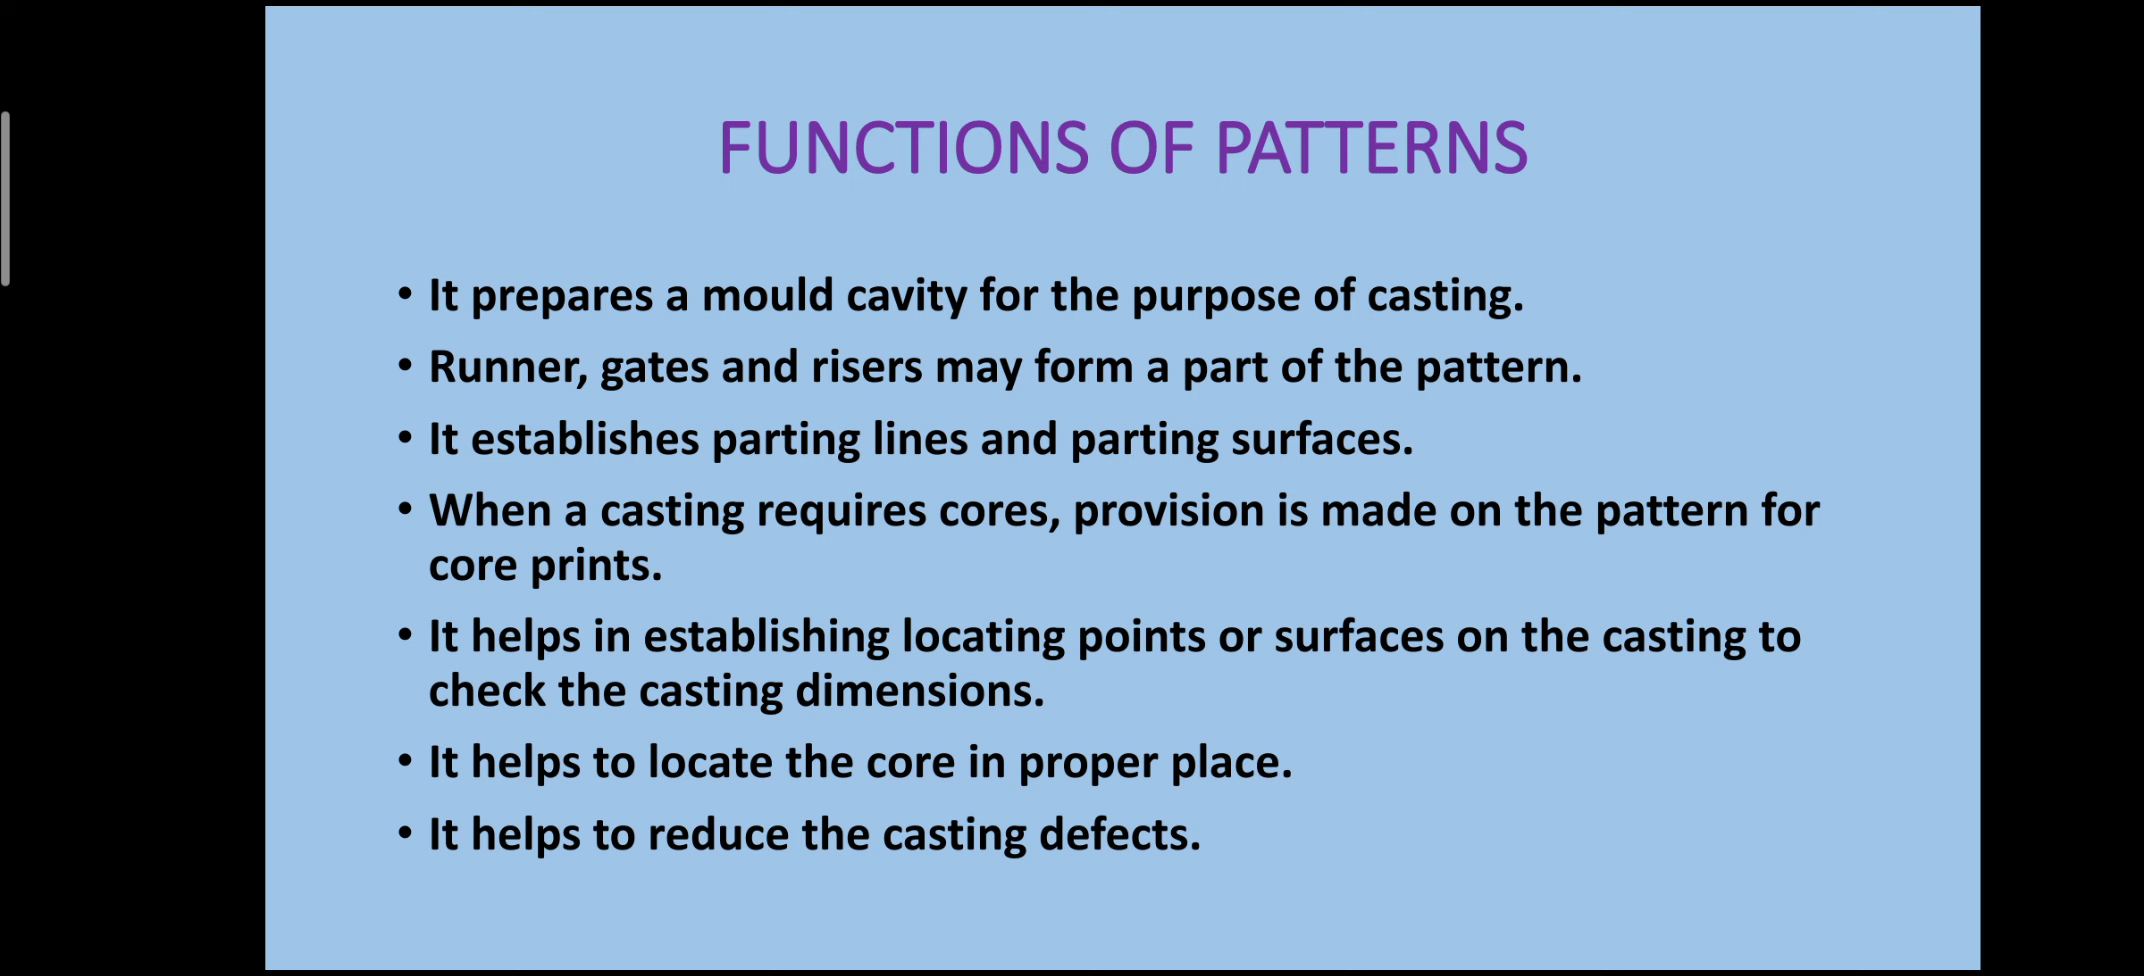 FUNCTIONS OF PATTERNS
• It prepares a mould cavity for the purpose of casting.
• Runner, gates and risers may form a part of the pattern.
• It establishes parting lines and parting surfaces.
• When a casting requires cores, provision is made on the pattern for
core prints.
• It helps in establishing locating points or surfaces on the casting to
check the casting dimensions.
• It helps to locate the core in proper place.
• It helps to reduce the casting defects.